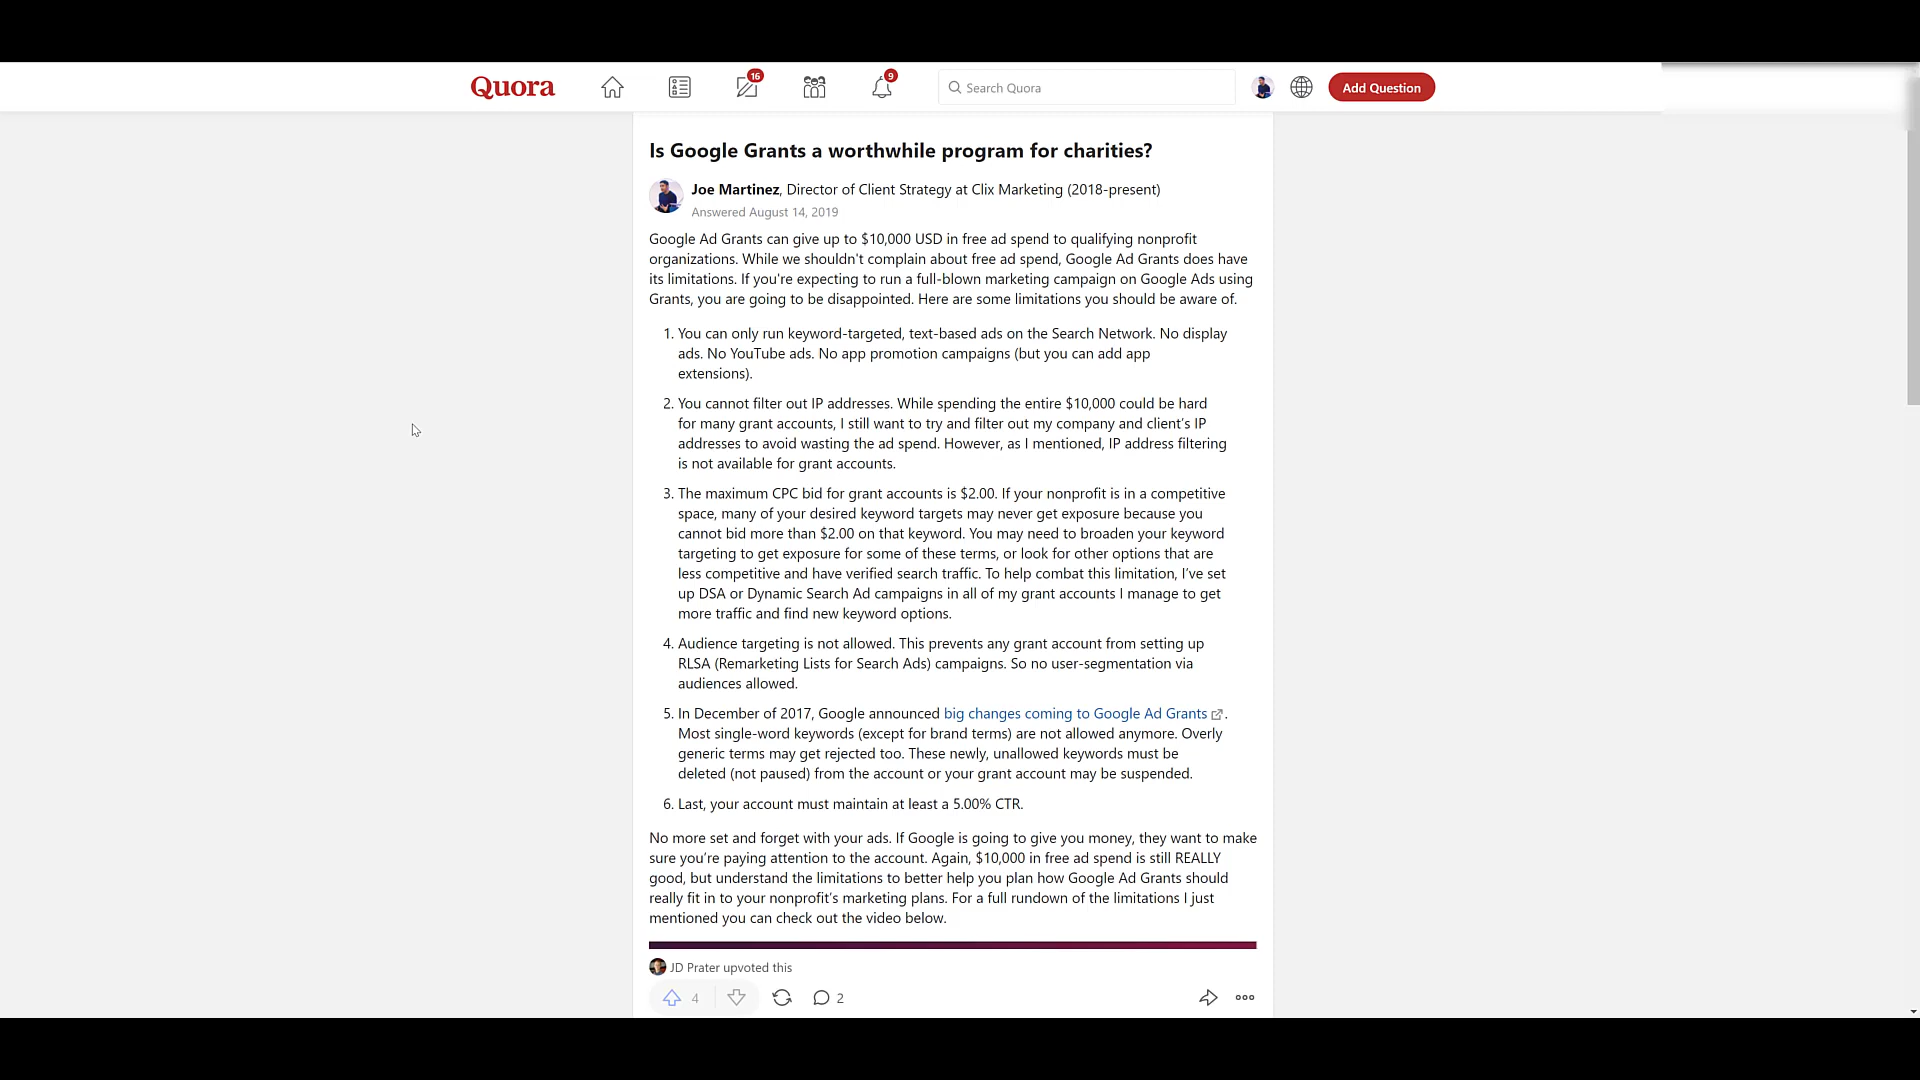 Quora
16
9
Search Quora
Add Question
Is Google Grants a worthwhile program for charities?
Joe Martinez, Director of Client Strategy at Clix Marketing (2018-present)
Answered August 14, 2019
Google Ad Grants can give up to $10,000 USD in free ad spend to qualifying nonprofit
organizations. While we shouldn't complain about free ad spend, Google Ad Grants does have
its limitations. If you're expecting to run a full-blown marketing campaign on Google Ads using
Grants, you are going to be disappointed. Here are some limitations you should be aware of.
1. You can only run keyword-targeted, text-based ads on the Search Network. No display
ads. No YouTube ads. No app promotion campaigns (but you can add app
extensions).
2. You cannot filter out IP addresses. While spending the entire $10,000 could be hard
for many grant accounts, I still want to try and filter out my company and client’s IP
addresses to avoid wasting the ad spend. However, as I mentioned, IP address filtering
is not available for grant accounts.
3. The maximum CPC bid for grant accounts is $2.00. If your nonprofit is in a competitive
space, many of your desired keyword targets may never get exposure because you
cannot bid more than $2.00 on that keyword. You may need to broaden your keyword
targeting to get exposure for some of these terms, or look for other options that are
less competitive and have verified search traffic. To help combat this limitation, I’ve set
up DSA or Dynamic Search Ad campaigns in all of my grant accounts I manage to get
more traffic and find new keyword options.
4. Audience targeting is not allowed. This prevents any grant account from setting up
RLSA (Remarketing Lists for Search Ads) campaigns. So no user-segmentation via
audiences allowed.
5. In December of 2017, Google announced big changes coming to Google Ad Grants.
Most single-word keywords (except for brand terms) are not allowed anymore. Overly
generic terms may get rejected too. These newly, unallowed keywords must be
deleted (not paused) from the account or your grant account may be suspended.
6. Last, your account must maintain at least a 5.00% CTR.
No more set and forget with your ads. If Google is going to give you money, they want to make
sure you’re paying attention to the account. Again, $10,000 in free ad spend is still REALLY
good, but understand the limitations to better help you plan how Google Ad Grants should
really fit in to your nonprofit’s marketing plans. For a full rundown of the limitations I just
mentioned you can check out the video below.
JD Prater upvoted this
4
2